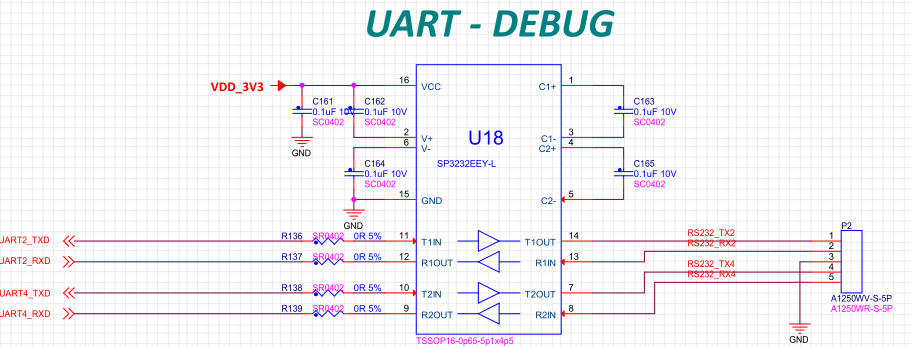 UART - DEBUG
VDD_3V3
16
VCC
C1+
1
C161
0.1uF 10V
SC0402
C162
0.1uF 10V
SC0402
C163
0.1uF 10V
SC0402
GND
2
V+
C1-
3
6
V-
C2+
4
U18
SP3232EEY-L
C164
0.1uF 10V
SC0402
C165
0.1uF 10V
SC0402
15
GND
C2-
5
GND
UART2_TXD
R136
SR0402
0R 5%
11
T1IN
T1OUT
14
RS232_TX2
UART2_RXD
R137
SR0402
0R 5%
12
R1OUT
R1IN
13
RS232_RX2
UART4_TXD
R138
SR0402
0R 5%
10
T2IN
T2OUT
7
RS232_TX4
UART4_RXD
R139
SR0402
0R 5%
9
R2OUT
R2IN
8
RS232_RX4
P2
1
2
3
4
5
A1250WV-S-5P
A1250WR-S-5P
GND
TSSOP16-0p65-5p1x4p5